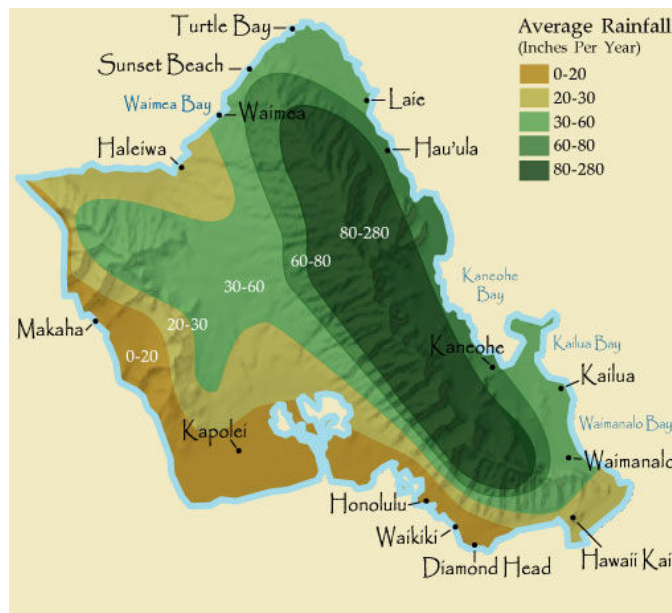 Turtle Bay
Sunset Beach
Waimea Bay
Waimea
Haleiwa
Laie
Hau'ula
Average Rainfall
(Inches Per Year)
0-20
20-30
30-60
60-80
80-280
80-280
60-80
30-60
20-30
0-20
Makaha
Kapolei
Kaneohe
Bay
Kaneohe
Kailua Bay
Kailua
Waimanalo Bay
Waimanalo
Honolulu
Waikiki
Diamond Head
Hawaii Kai